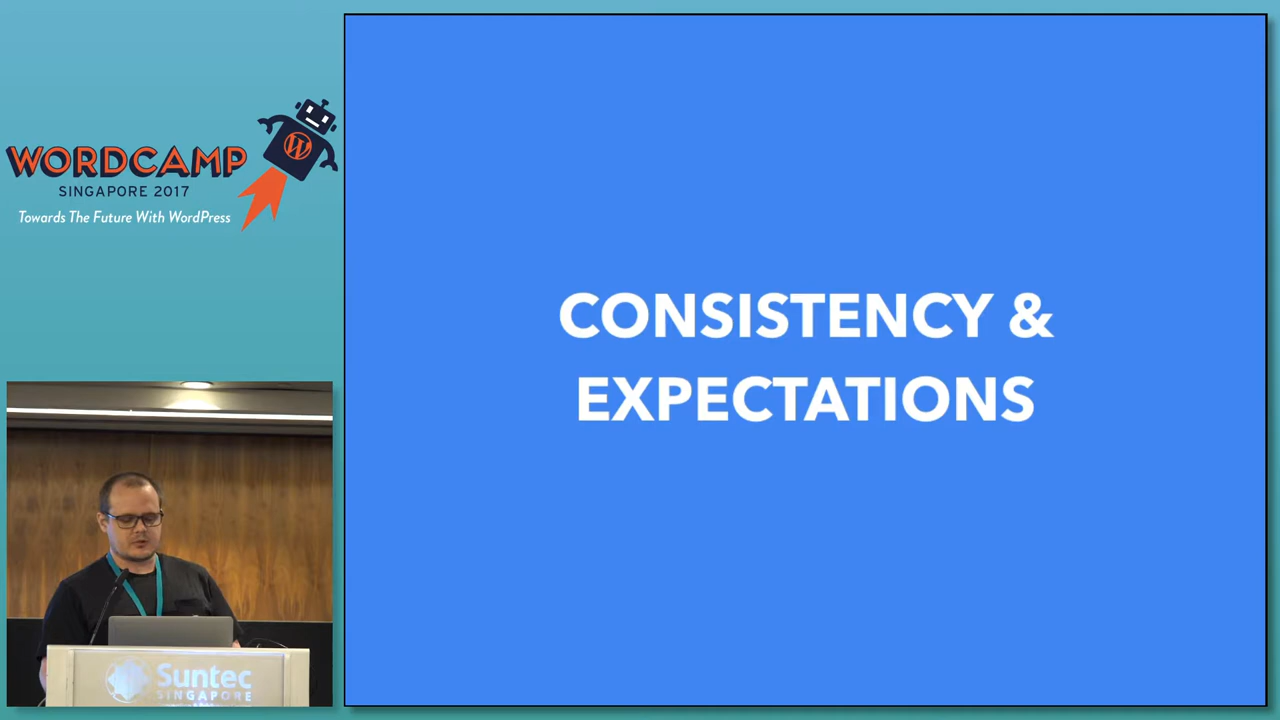 WORDCAMP
SINGAPORE 2017
Towards The Future With WordPress
CONSISTENCY &
EXPECTATIONS
Suntec
SINGAPORE